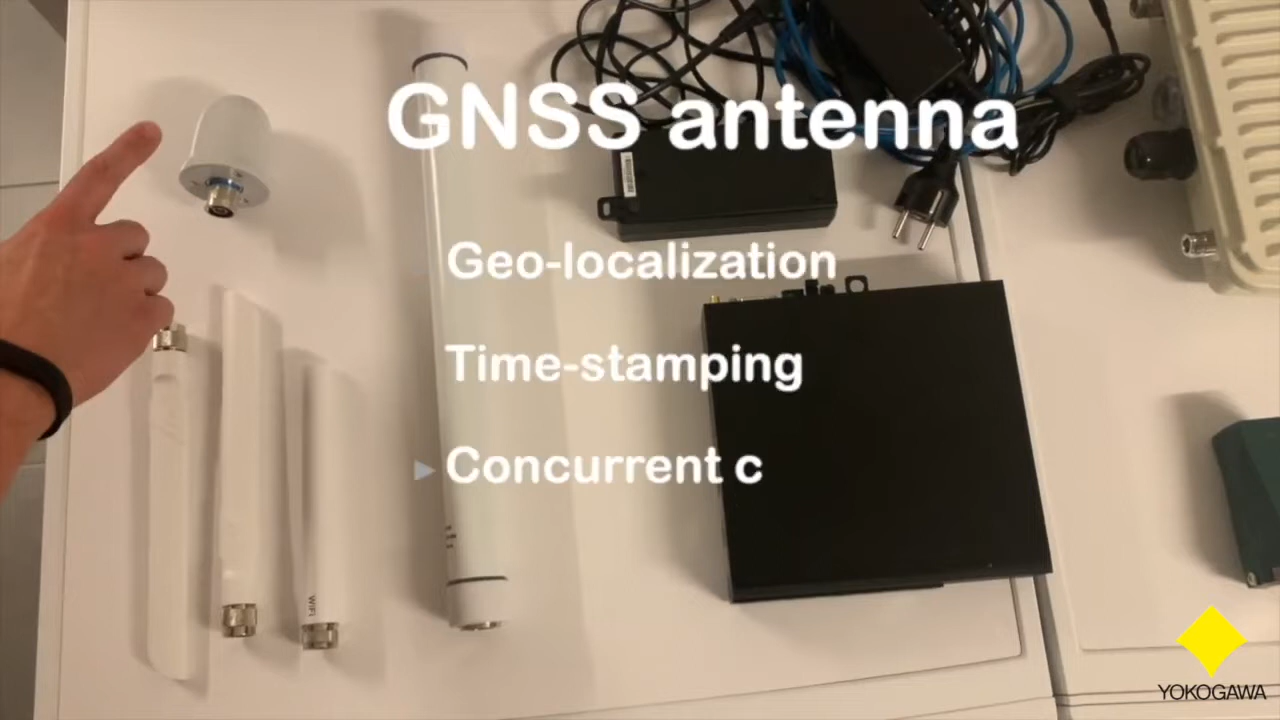 GNSS antenna
Geo-localization
Time-stamping
Concurrent c
WiFi
YOKOGAWA